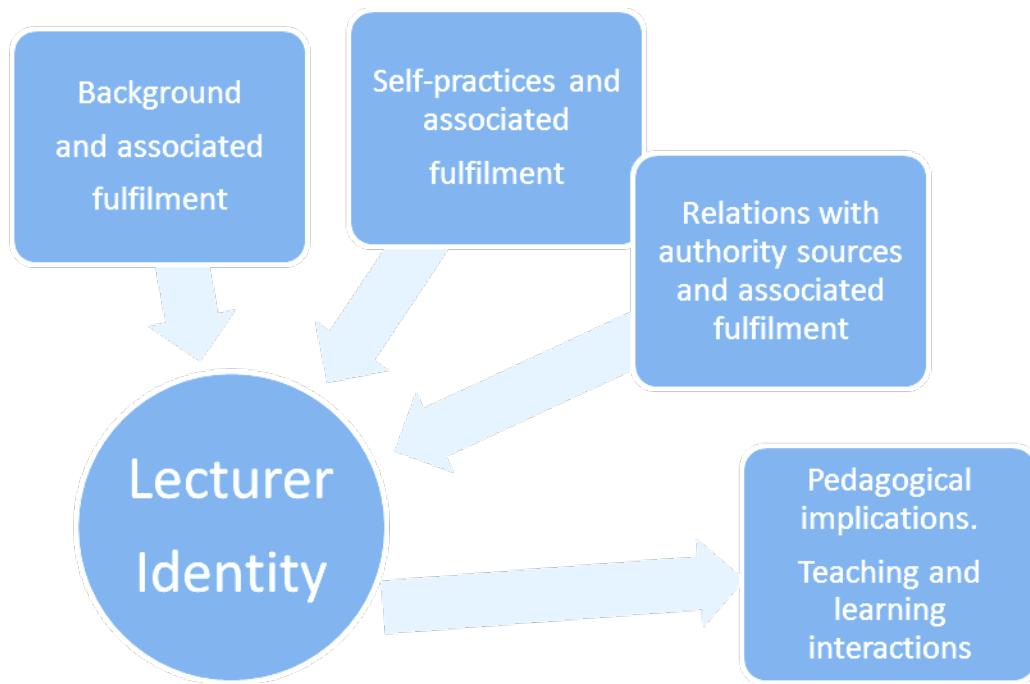 Background
and associated
fulfilment
Self-practices and
associated
fulfilment
Relations with
authority sources
and associated
fulfilment
Lecturer
Identity
Pedagogical
implications.
Teaching and
learning
interactions